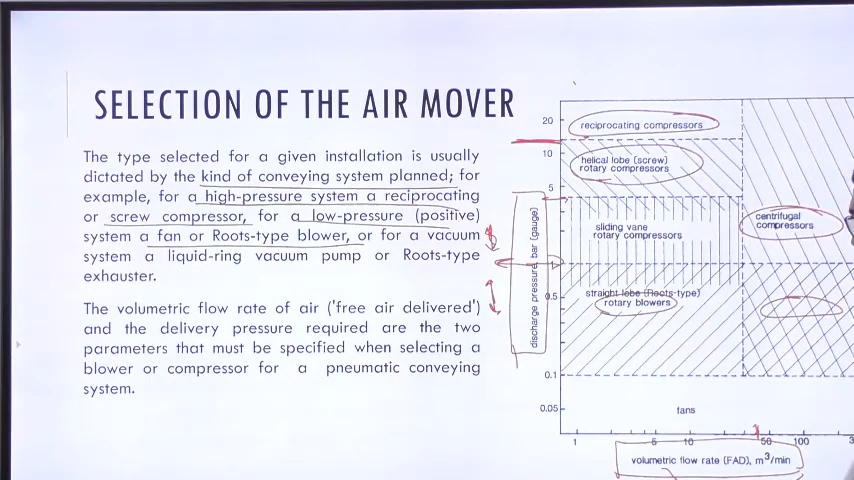 SELECTION OF THE AIR MOVER
The type selected for a given installation is usually
dictated by the kind of conveying system planned; for
example, for a high-pressure system a reciprocating
or screw compressor, for a low-pressure (positive)
system a fan or Roots-type blower, or for a vacuum
system a liquid-ring vacuum pump or Roots-type
exhauster.
The volumetric flow rate of air ('free air delivered')
and the delivery pressure required are the two
parameters that must be specified when selecting a
blower or compressor for a pneumatic conveying
system.
discharge pressure, bar (gauge)
20
10
5
0.5
0.1
0.05
reciprocating compressors
helical lobe (screw)
rotary compressors
sliding vane
rotary compressors
centrifugal
compressors
straight lobe (Roots-type)
rotary blowers
fans
1
5
10
50
100
volumetric flow rate (FAD), m³/min